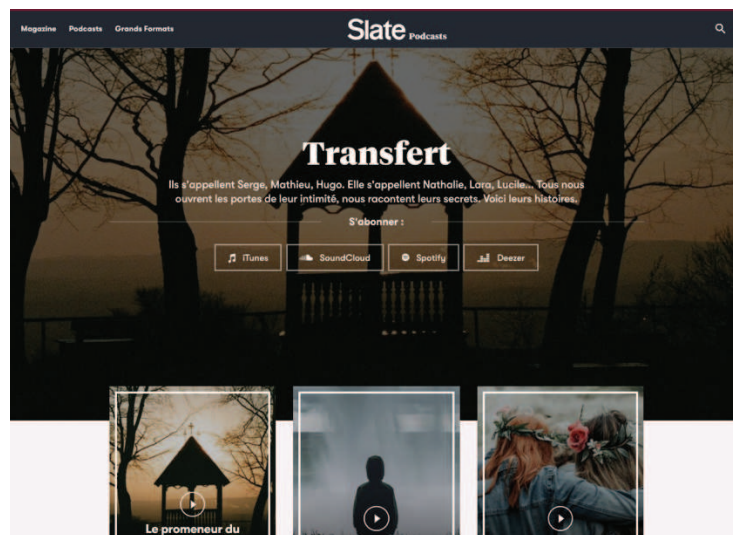 Magazine Podcasts Grands Formats
Slate Podcasts
Transfert
Ils s'appellent Serge, Mathieu, Hugo. Elle s'appellent Nathalie, Lara, Lucile... Tous nous
ouvrent les portes de leur intimité, nous racontent leurs secrets. Voici leurs histoires.
S'abonner :
iTunes SoundCloud Spotify Deezer
Le promeneur du